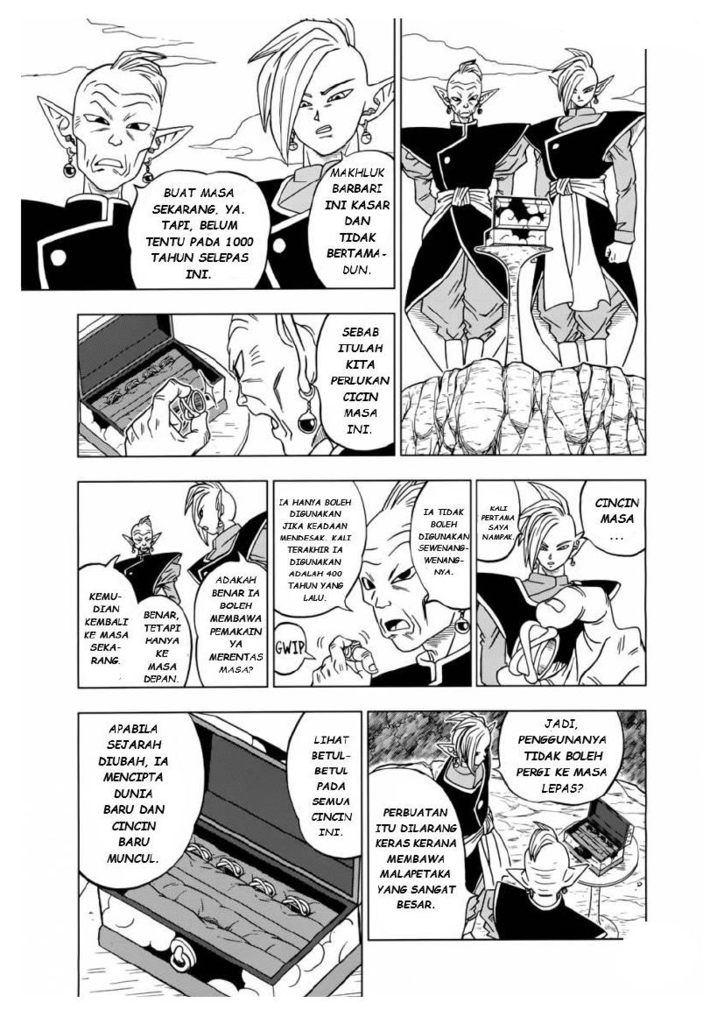 MAKHLUK
BARBARI
INI KASAR
DAN
TIDAK
BERTAMA-
DUN.
BUAT MASA
SEKARANG, YA.
TAPI, BELUM
TENTU PADA 1000
TAHUN SELEPAS
INI.
SEBAB
ITULAH
KITA
PERLUKAN
CICIN
MASA
INI.
CINCIN
MASA
...
KALI
PERTAMA
SAYA
NAMPAK.
IA TIDAK
BOLEH
DIGUNAKAN
SEWENANG-
WENANG-
NYA.
IA HANYA BOLEH
DIGUNAKAN
JIKA KEADAAN
MENDESAK. KALI
TERAKHIR IA
DIGUNAKAN
ADALAH 400
TAHUN YANG
LALU.
GWIP
ADAKAH
BENAR IA
BOLEH
MEMBAWA
PEMAKAIN
YA
MERENTAS
MASA?
BENAR,
TETAPI
HANYA
KE
MASA
DEPAN.
KEMU-
DIAN
KEMBALI
KE MASA
SEKA-
RANG.
JADI,
PENGGUNANYA
TIDAK BOLEH
PERGI KE MASA
LEPAS?
PERBUATAN
ITU DILARANG
KERAS KERANA
MEMBAWA
MALAPETAKA
YANG SANGAT
BESAR.
LIHAT
BETUL-
BETUL
PADA
SEMUA
CINCIN
INI.
APABILA
SEJARAH
DIUBAH, IA
MENCIPTA
DUNIA
BARU DAN
CINCIN
BARU
MUNCUL.